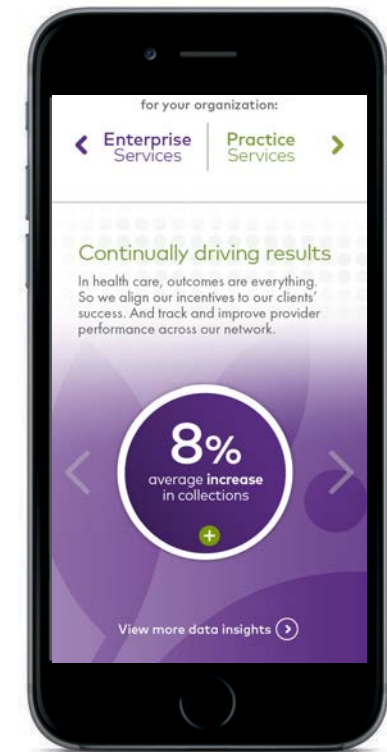 for your organization:
Enterprise Services
Practice Services
Continually driving results
In health care, outcomes are everything.
So we align our incentives to our clients'
success. And track and improve provider
performance across our network.
8%
average increase
in collections
View more data insights